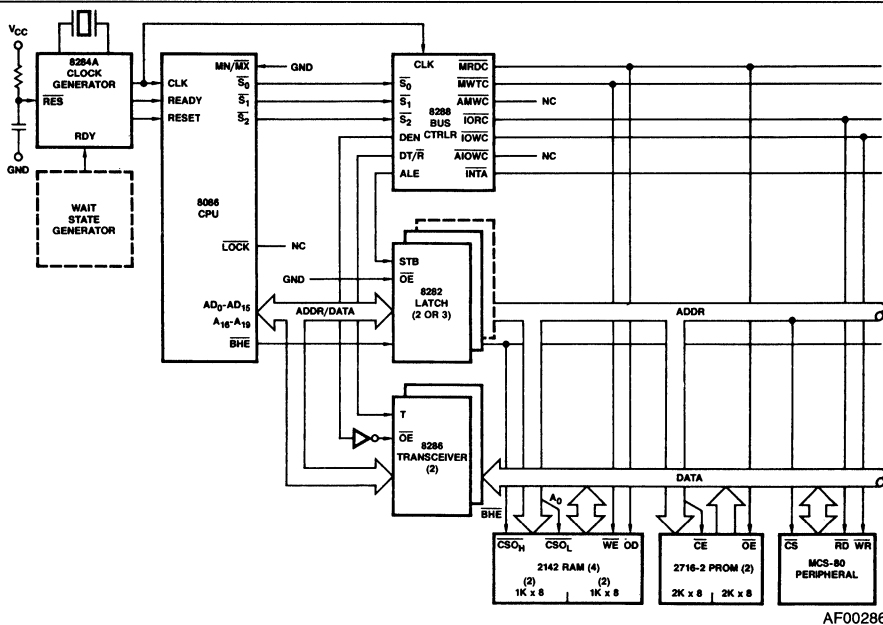 VCC
8284A
CLOCK
GENERATOR
RES
RDY
GND
WAIT
STATE
GENERATOR
CLK
READY
RESET
MN/MX
GND
S0
S1
S2
8086
CPU
LOCK
NC
AD0-AD15
A16-A19
BHE
ADDR/DATA
CLK
S0
S1
S2
DEN
DT/R
ALE
8288
BUS
CTRLR
MRDC
MWTC
AMWC
NC
IORC
IOWC
AIOWC
NC
INTA
STB
GND
OE
8282
LATCH
(2 OR 3)
ADDR
T
OE
8286
TRANSCEIVER
(2)
DATA
BHE
A0
CSOH
CSOL
WE
OD
2142 RAM (4)
(2)
1K x 8
(2)
1K x 8
CE
OE
2716-2 PROM (2)
2K x 8
2K x 8
CS
RD
WR
MCS-80
PERIPHERAL
AF00286